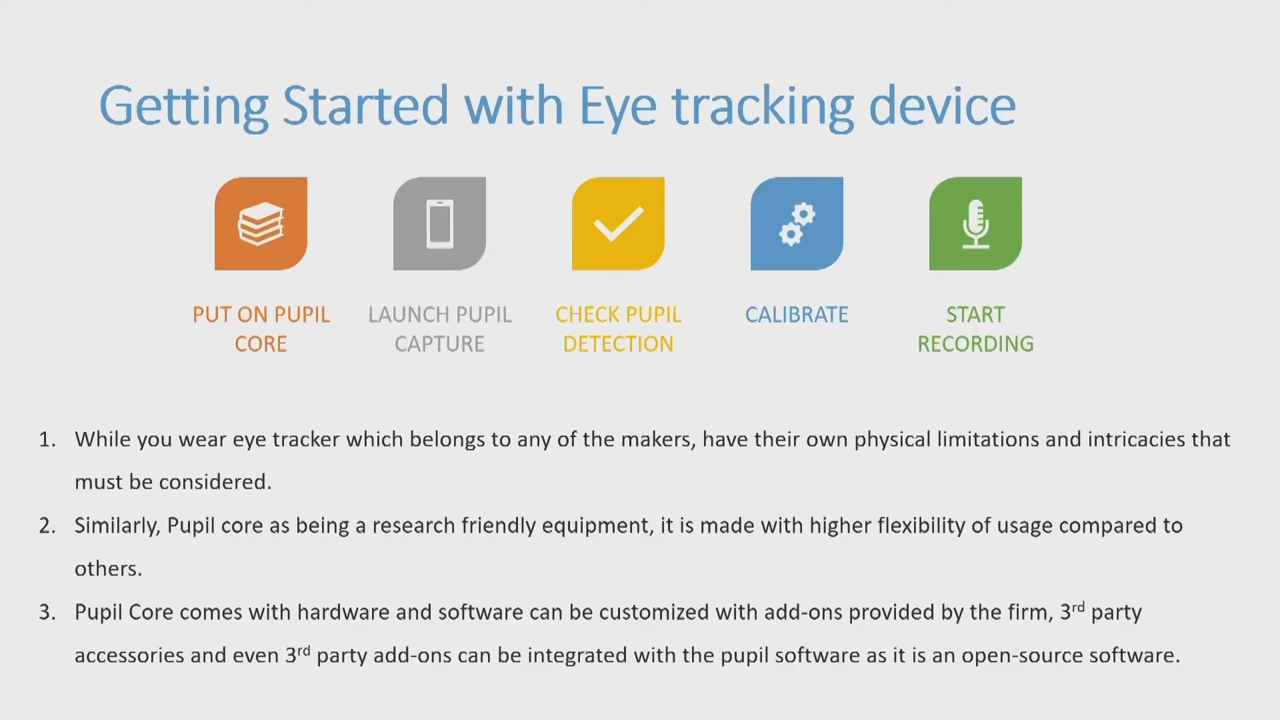 Getting Started with Eye tracking device
PUT ON PUPIL
CORE
LAUNCH PUPIL
CAPTURE
CHECK PUPIL
DETECTION
CALIBRATE
START
RECORDING
1. While you wear eye tracker which belongs to any of the makers, have their own physical limitations and intricacies that
must be considered.
2. Similarly, Pupil core as being a research friendly equipment, it is made with higher flexibility of usage compared to
others.
3. Pupil Core comes with hardware and software can be customized with add-ons provided by the firm, 3rd party
accessories and even 3rd party add-ons can be integrated with the pupil software as it is an open-source software.